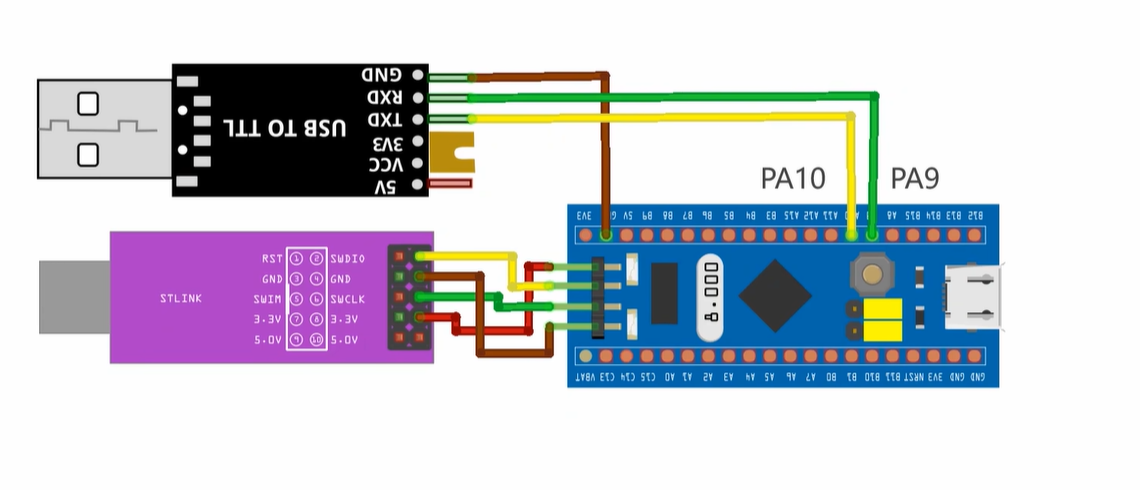 GND
RXD
TXD
3V3
VCC
5V
USB TO TTL
PA10 PA9
3V3 G 5V B9 B8 B7 B6 B5 B4 B3 A15 A12 A11 A8 B15 B14 B13 B12
RST 1 2 SWDIO
GND 3 4 GND
SWIM 5 6 SWCLK
3.3V 7 8 3.3V
5.0V 9 10 5.0V
STLINK
8.000
VBAT C13 C14 C15 A0 A1 A2 A3 A4 A5 A6 A7 B0 B1 B10 B11 NRST 3V3 GND GND